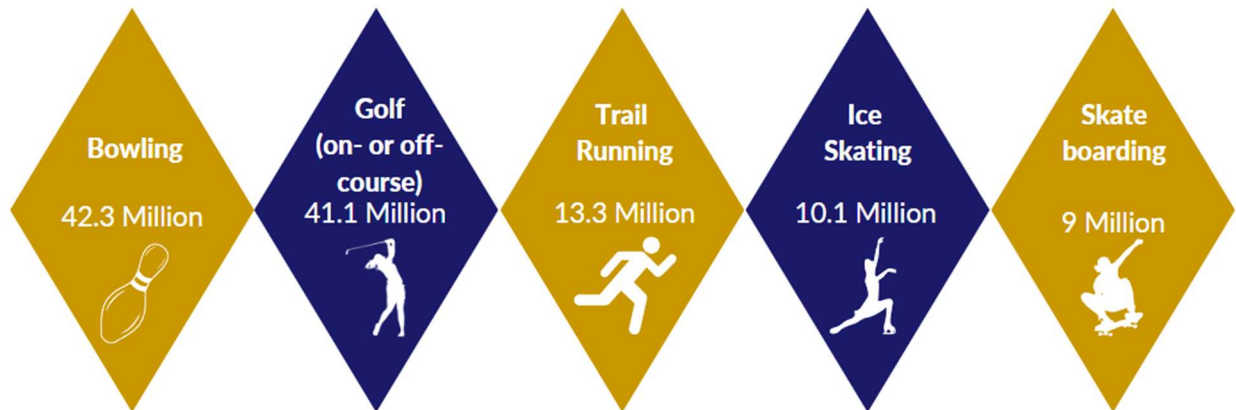 Bowling
42.3 Million
Golf
(on- or off-
course)
41.1 Million
Trail
Running
13.3 Million
Ice
Skating
10.1 Million
Skate
boarding
9 Million